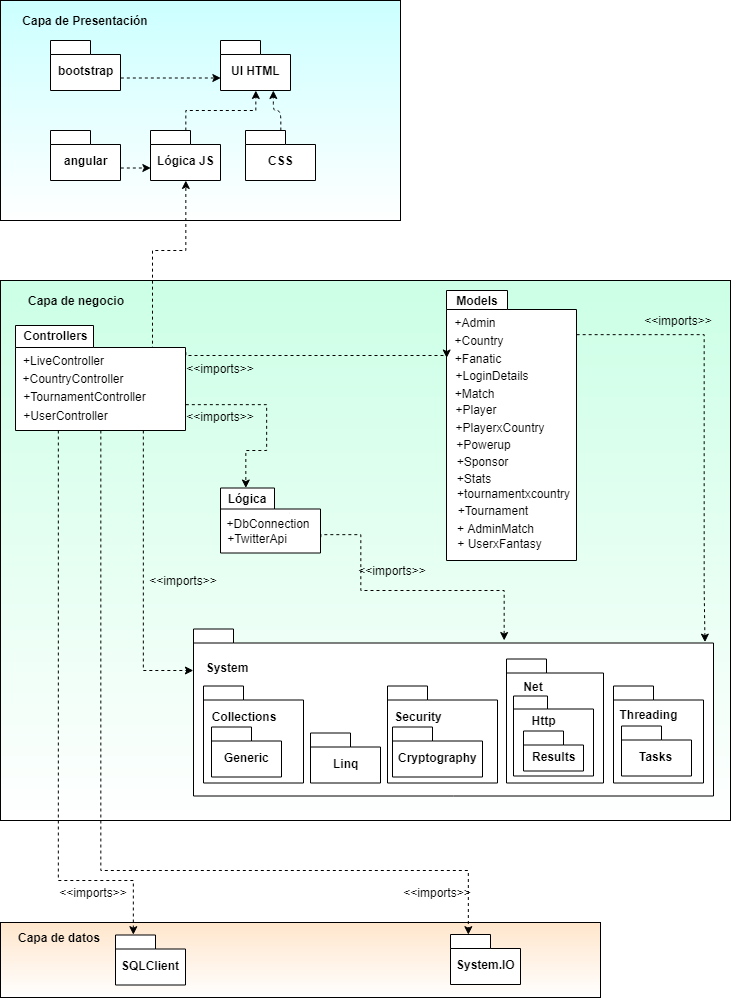 Capa de Presentación
bootstrap
UI HTML
angular
Lógica JS
CSS
Capa de negocio
Controllers
+LiveController
+CountryController
+TournamentController
+UserController
<<imports>>
<<imports>>
Models
+Admin
+Country
+Fanatic
+LoginDetails
+Match
+Player
+PlayerxCountry
+Powerup
+Sponsor
+Stats
+tournamentxcountry
+Tournament
+ AdminMatch
+ UserxFantasy
<<imports>>
Lógica
+DbConnection
+TwitterApi
<<imports>>
<<imports>>
System
Collections
Generic
Linq
Security
Cryptography
Net
Http
Results
Threading
Tasks
<<imports>>
<<imports>>
Capa de datos
SQLClient
System.IO